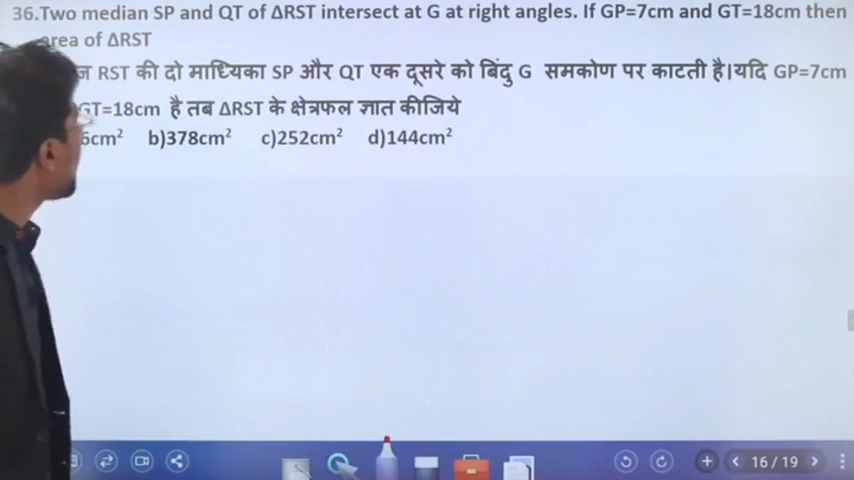 36.Two median SP and QT of ΔRST intersect at G at right angles. If GP=7cm and GT=18cm then
area of ΔRST
RST की दो माध्यिका SP और QT एक दूसरे को बिंदु G समकोण पर काटती है।यदि GP=7cm
GT=18cm है तब ΔRST के क्षेत्रफल ज्ञात कीजिये
6cm² b)378cm² c)252cm² d)144cm²
16/19